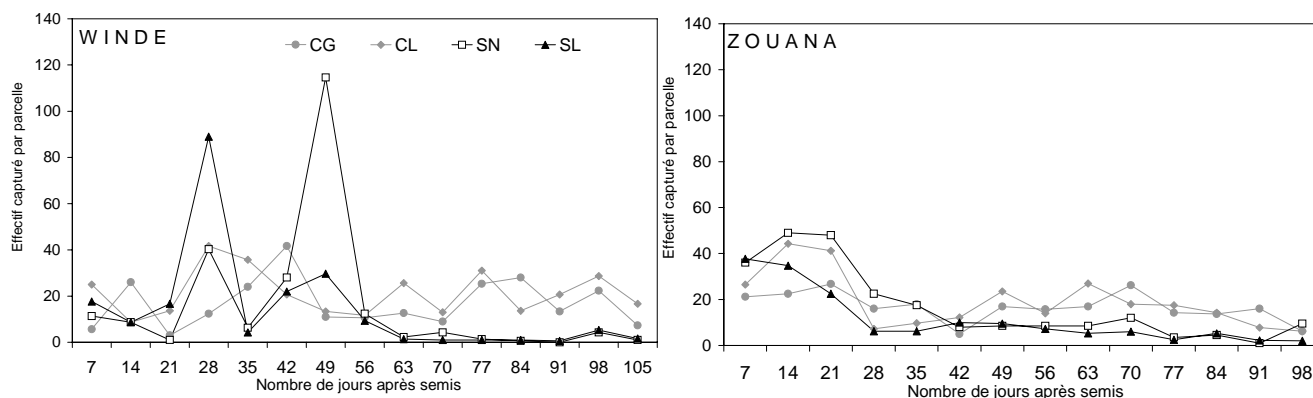 WINDE
CG CL SN SL
Effectif capturé par parcelle
140
120
100
80
60
40
20
0
7 14 21 28 35 42 49 56 63 70 77 84 91 98 105
Nombre de jours après semis
ZOUANA
Effectif capturé par parcelle
140
120
100
80
60
40
20
0
7 14 21 28 35 42 49 56 63 70 77 84 91 98
Nombre de jours après semis